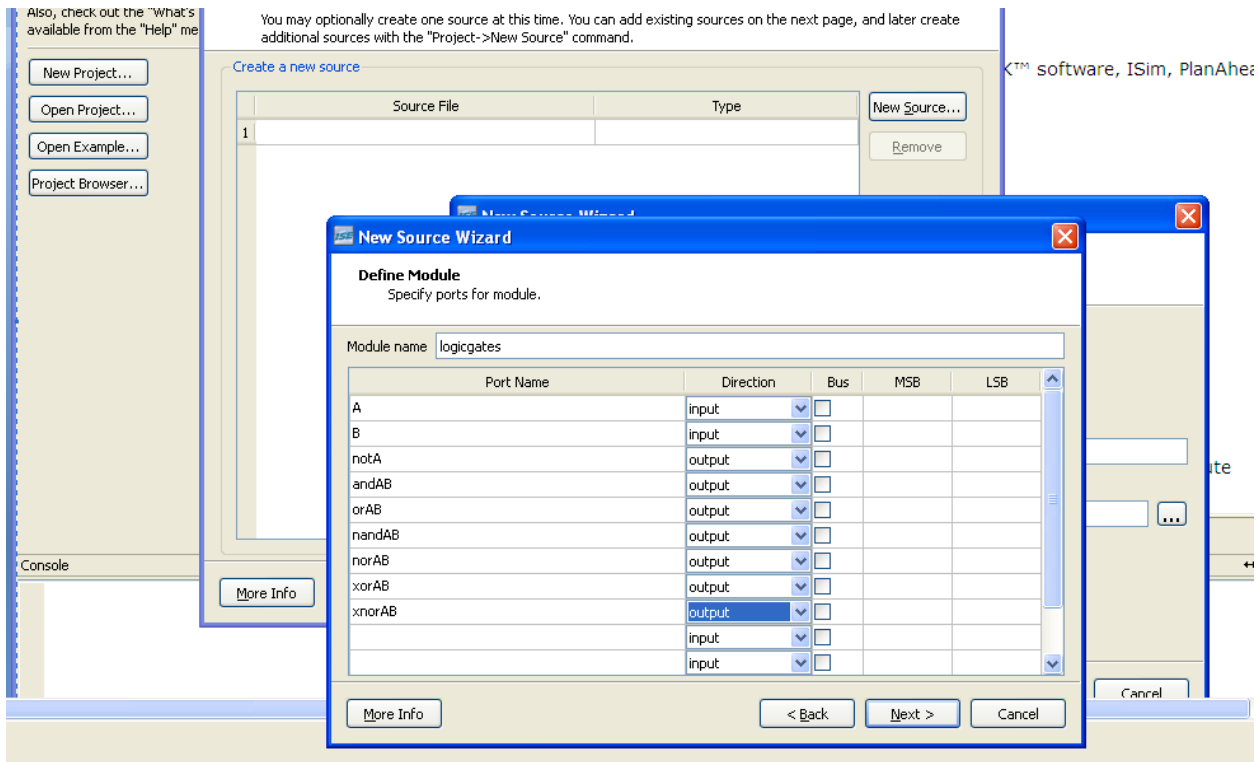 Also, check out the "What's
available from the "Help" me
New Project...
Open Project...
Open Example...
Project Browser...
Console
You may optionally create one source at this time. You can add existing sources on the next page, and later create
additional sources with the "Project->New Source" command.
Create a new source
Source File Type
1
New Source...
Remove
More Info
™ software, ISim, PlanAhea
New Source Wizard
...
Cancel
New Source Wizard
Define Module
Specify ports for module.
Module name logicgates
Port Name Direction Bus MSB LSB
A input
B input
notA output
andAB output
orAB output
nandAB output
norAB output
xorAB output
xnorAB output
input
input
More Info < Back Next > Cancel